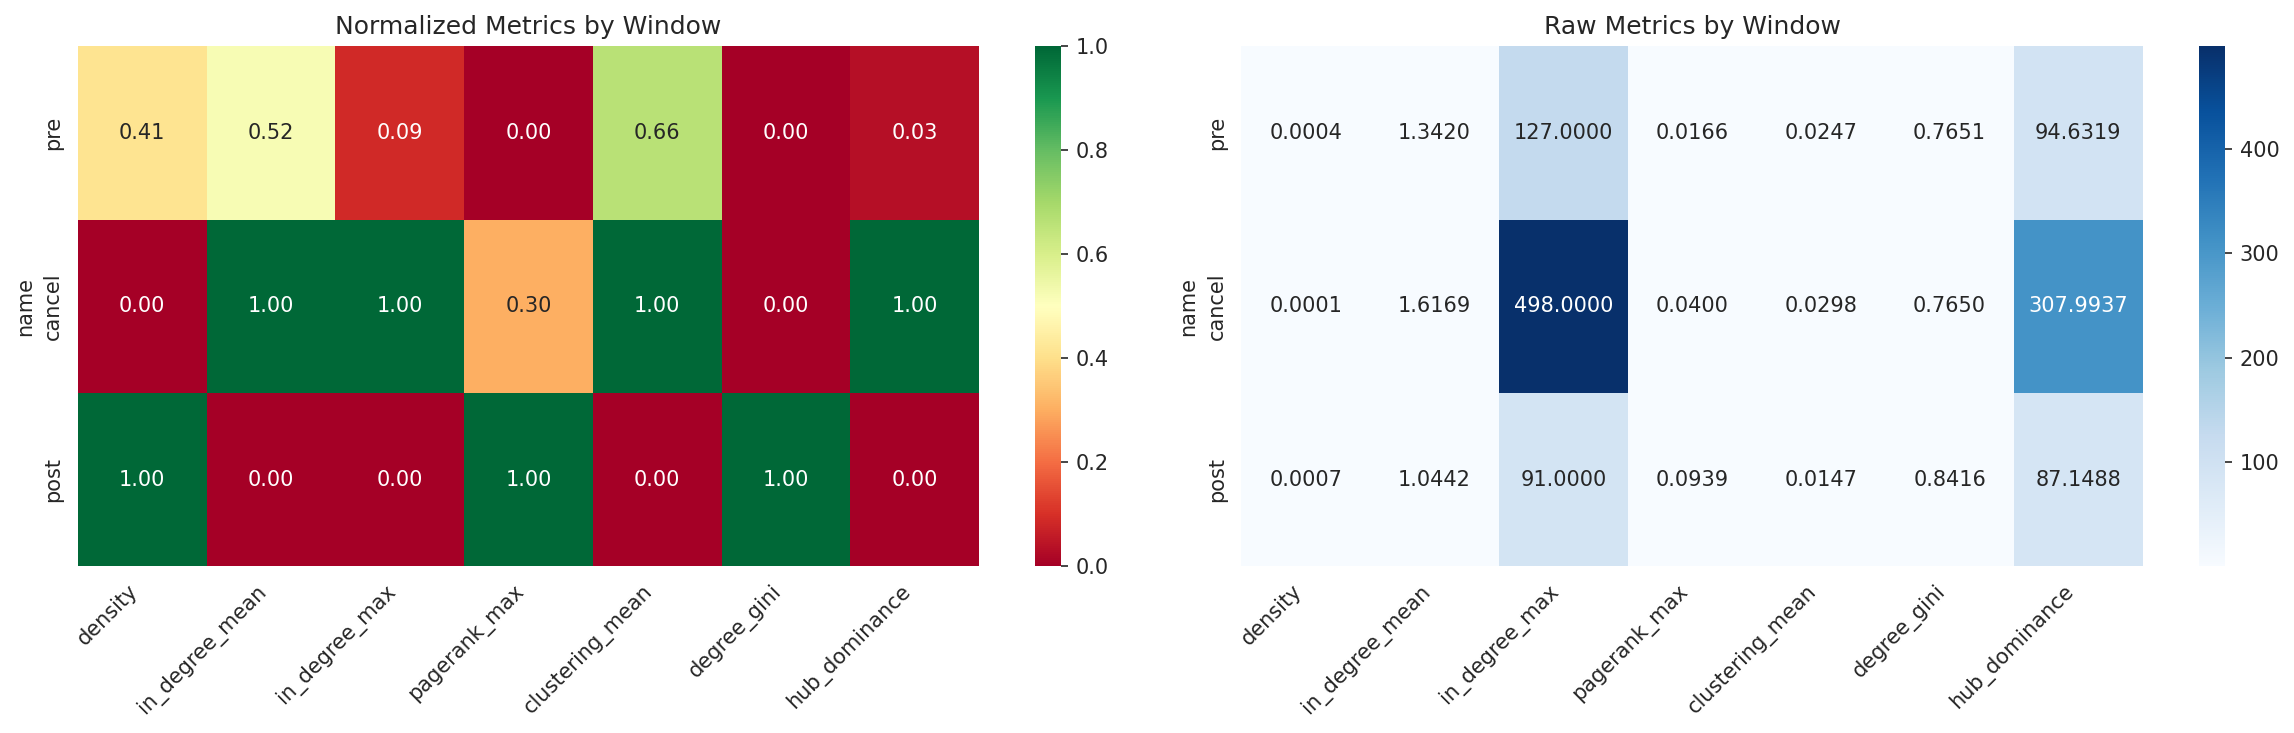 Normalized Metrics by Window
name
pre
cancel
post
0.41 0.52 0.09 0.00 0.66 0.00 0.03
0.00 1.00 1.00 0.30 1.00 0.00 1.00
1.00 0.00 0.00 1.00 0.00 1.00 0.00
density
in_degree_mean
in_degree_max
pagerank_max
clustering_mean
degree_gini
hub_dominance
1.0
0.8
0.6
0.4
0.2
0.0
Raw Metrics by Window
name
pre
cancel
post
0.0004 1.3420 127.0000 0.0166 0.0247 0.7651 94.6319
0.0001 1.6169 498.0000 0.0400 0.0298 0.7650 307.9937
0.0007 1.0442 91.0000 0.0939 0.0147 0.8416 87.1488
density
in_degree_mean
in_degree_max
pagerank_max
clustering_mean
degree_gini
hub_dominance
400
300
200
100